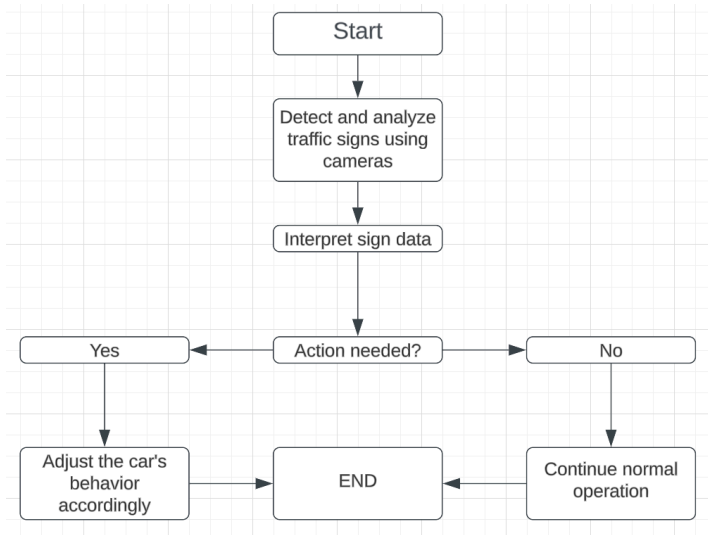 Start
Detect and analyze
traffic signs using
cameras
Interpret sign data
Yes
Action needed?
No
Adjust the car's
behavior
accordingly
END
Continue normal
operation